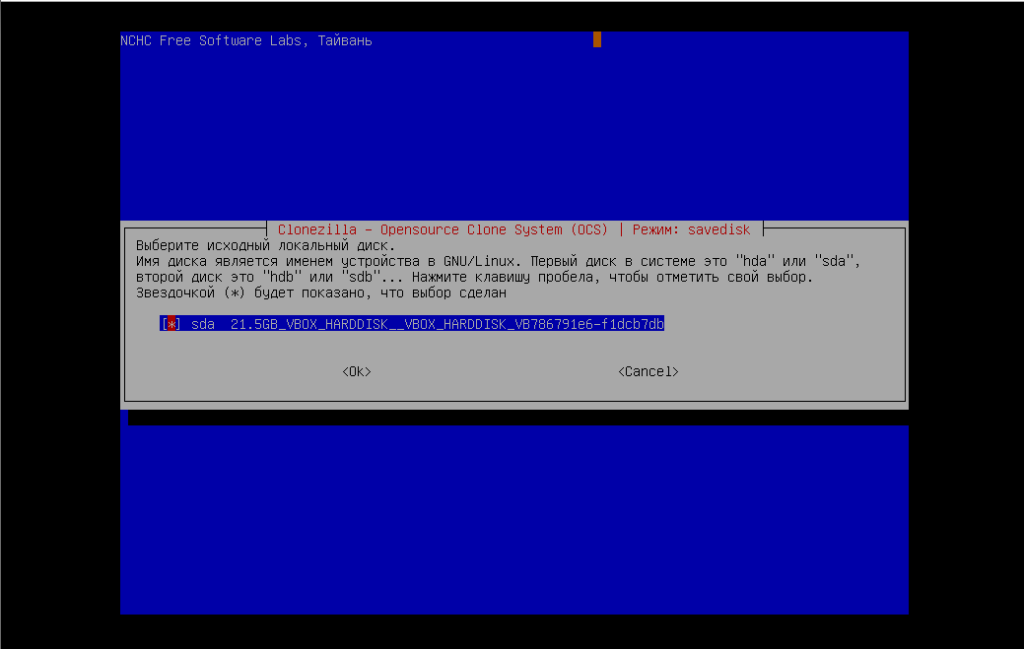 NCHC Free Software Labs, Тайвань
Clonezilla - Opensource Clone System (OCS) | Режим: savedisk
Выберите исходный локальный диск.
Имя диска является именем устройства в GNU/Linux. Первый диск в системе это "hda" или "sda",
второй диск это "hdb" или "sdb"... Нажмите клавишу пробела, чтобы отметить свой выбор.
Звездочкой (*) будет показано, что выбор сделан
[*] sda 21.5GB_VBOX_HARDDISK__VBOX_HARDDISK_VB786791e6-f1dcb7db
<Ok> <Cancel>